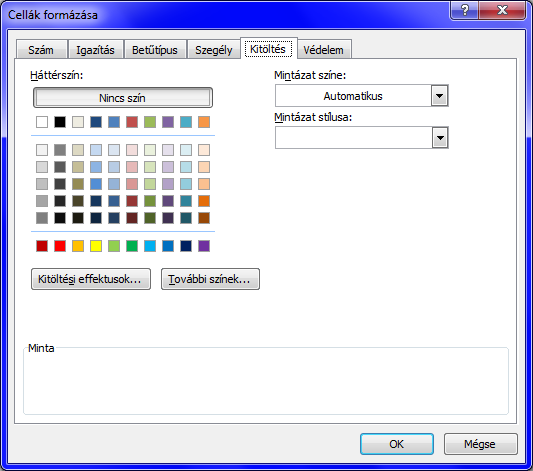 Cellák formázása
Szám Igazítás Betűtípus Szegély Kitöltés Védelem
Háttérszín:
Nincs szín
Mintázat színe:
Automatikus
Mintázat stílusa:
Kitöltési effektusok... További színek...
Minta
OK Mégse